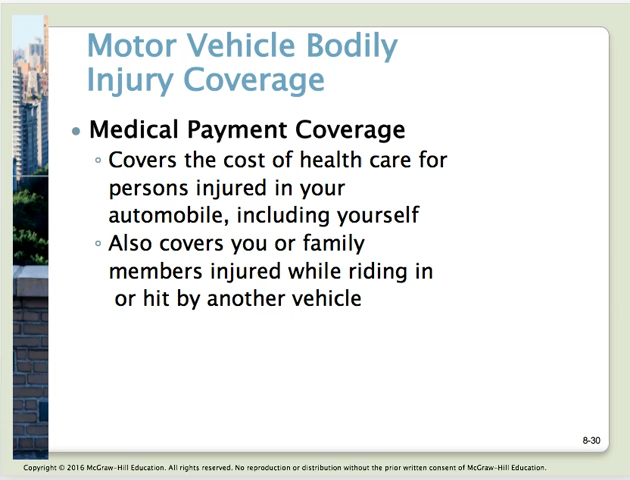 Motor Vehicle Bodily
Injury Coverage
• Medical Payment Coverage
◦ Covers the cost of health care for
persons injured in your
automobile, including yourself
◦ Also covers you or family
members injured while riding in
or hit by another vehicle
8-30
Copyright © 2016 McGraw-Hill Education. All rights reserved. No reproduction or distribution without the prior written consent of McGraw-Hill Education.